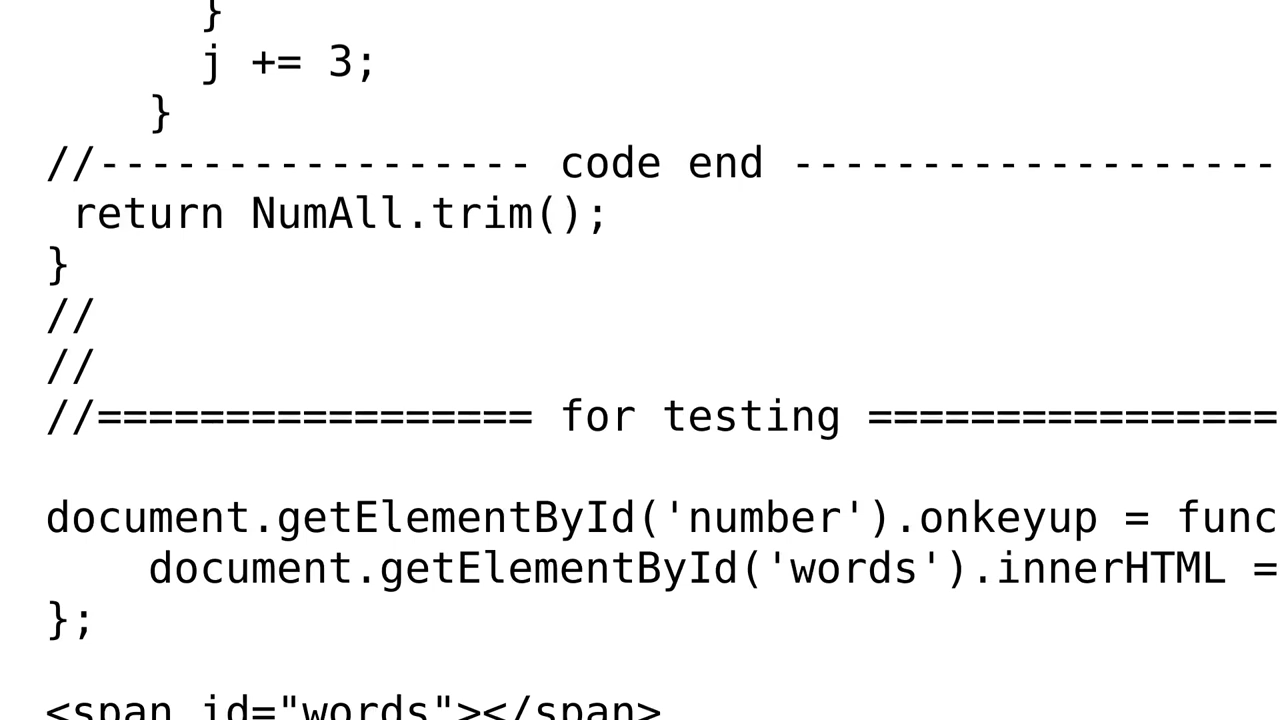 }
j += 3;
}
//----------------- code end -------------------
return NumAll.trim();
}
//
//
//================= for testing ================
document.getElementById('number').onkeyup = func
document.getElementById('words').innerHTML =
};
<span id="words"></span>